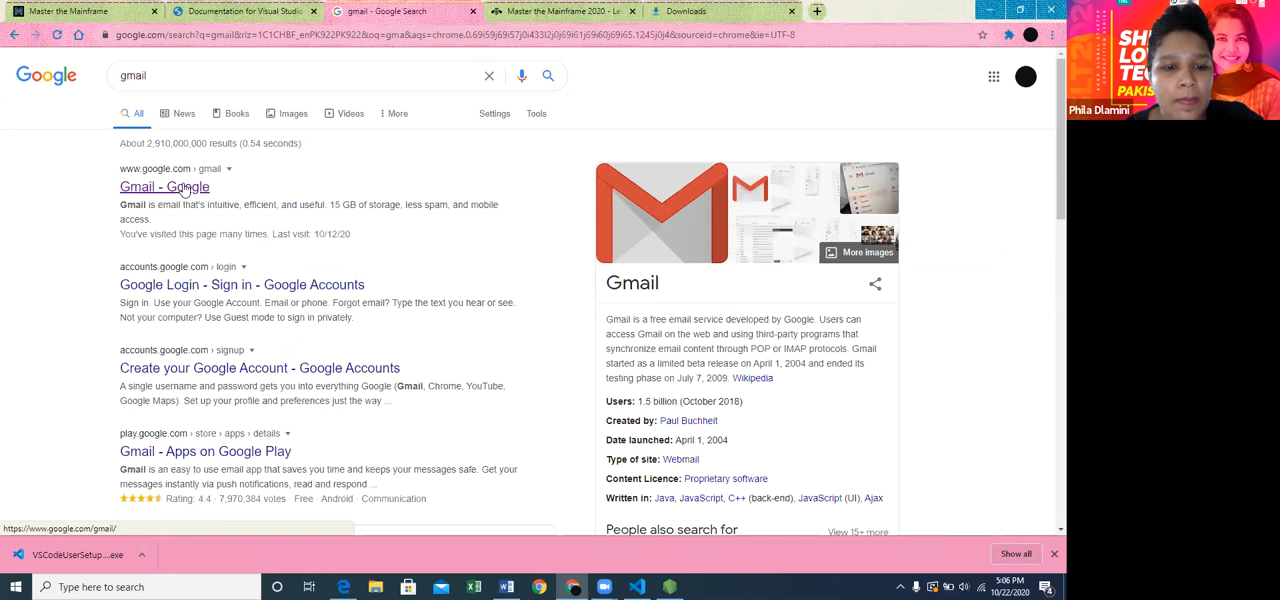 Master the Mainframe
Documentation for Visual Studio
gmail - Google Search
Master the Mainframe 2020 - Le
Downloads
google.com/search?q=gmail&rlz=1C1CHBF_enPK922PK922&oq=gma&aqs=chrome.0.69i59j69i57j0i433l2j0j69i61j69i60j69i65.1245j0j4&sourceid=chrome&ie=UTF-8
Google
gmail
All
News
Books
Images
Videos
More
Settings
Tools
About 2,910,000,000 results (0.54 seconds)
www.google.com › gmail
Gmail - Google
Gmail is email that's intuitive, efficient, and useful. 15 GB of storage, less spam, and mobile
access.
You've visited this page many times. Last visit: 10/12/20
accounts.google.com › login
Google Login - Sign in - Google Accounts
Sign in. Use your Google Account. Email or phone. Forgot email? Type the text you hear or see.
Not your computer? Use Guest mode to sign in privately.
accounts.google.com › signup
Create your Google Account - Google Accounts
A single username and password gets you into everything Google (Gmail, Chrome, YouTube,
Google Maps). Set up your profile and preferences just the way ...
play.google.com › store › apps › details
Gmail - Apps on Google Play
Gmail is an easy to use email app that saves you time and keeps your messages safe. Get your
messages instantly via push notifications, read and respond ...
Rating: 4.4 · 7,970,384 votes · Free · Android · Communication
More images
Gmail
Gmail is a free email service developed by Google. Users can
access Gmail on the web and using third-party programs that
synchronize email content through POP or IMAP protocols. Gmail
started as a limited beta release on April 1, 2004 and ended its
testing phase on July 7, 2009. Wikipedia
Users: 1.5 billion (October 2018)
Created by: Paul Buchheit
Date launched: April 1, 2004
Type of site: Webmail
Content Licence: Proprietary software
Written in: Java, JavaScript, C++ (back-end), JavaScript (UI), Ajax
People also search for
View 15+ more
https://www.google.com/gmail/
VSCodeUserSetup....exe
Show all
Type here to search
5:06 PM
10/22/2020
4
PAKIS
Phila Dlamini